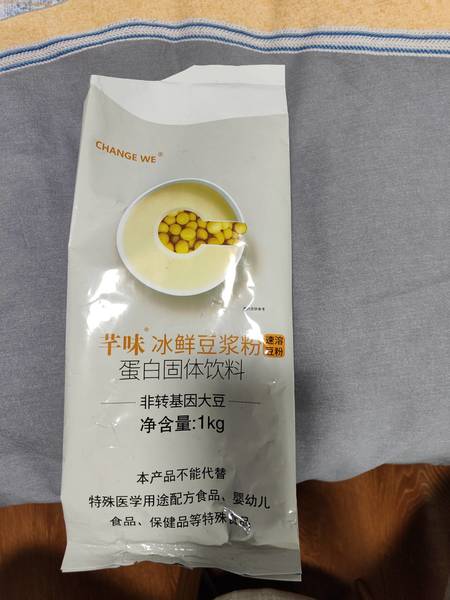 CHANGE WE®
芊味® 冰鲜豆浆粉 速溶豆粉
蛋白固体饮料
非转基因大豆
净含量:1kg
本产品不能代替
特殊医学用途配方食品、婴幼儿
食品、保健品等特殊食品